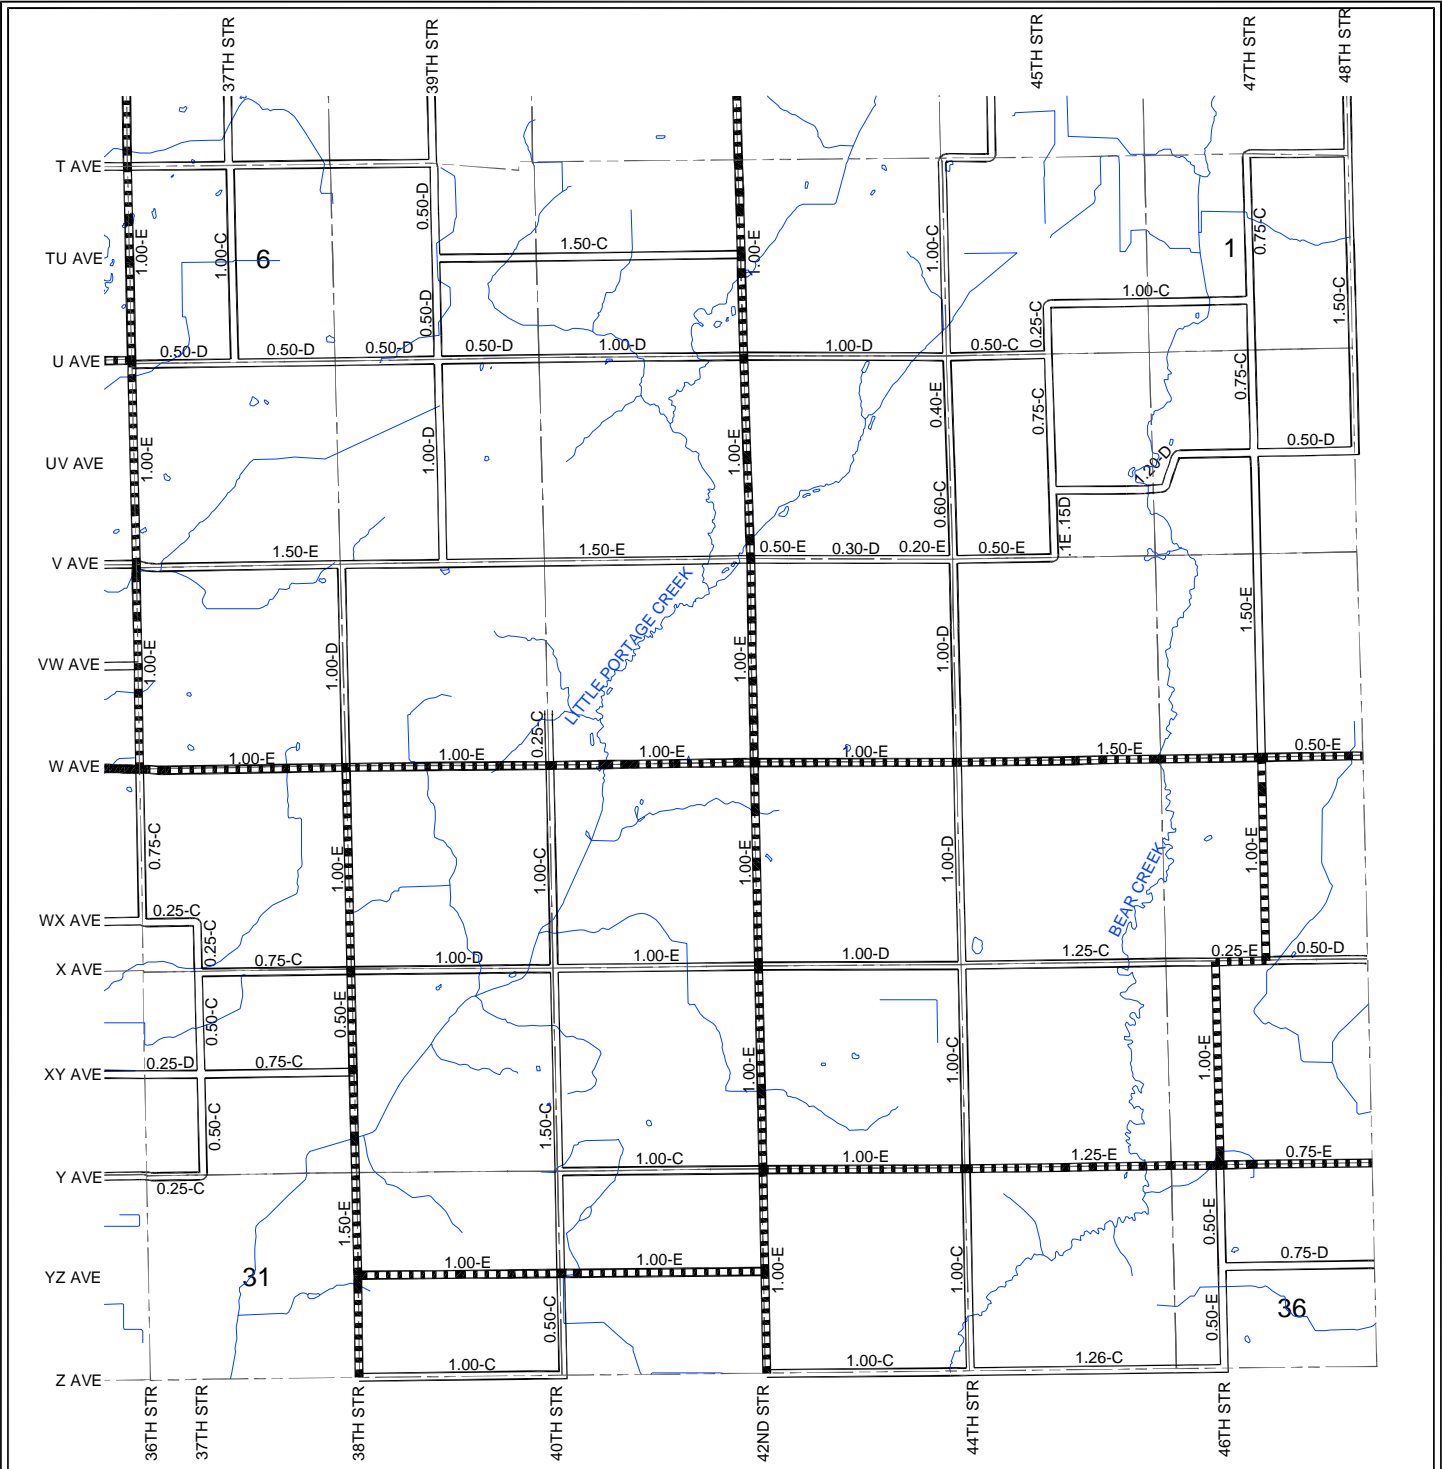 37TH STR
39TH STR
45TH STR
47TH STR
48TH STR
T AVE
0.50-D
1.00-E
1.00-C
6
1.50-C
1.00-E
1.00-C
1
0.75-C
TU AVE
0.50-D
1.00-C
0.25-C
1.50-C
U AVE
0.50-D
0.50-D
0.50-D
0.50-D
1.00-D
1.00-D
0.50-C
0.75-C
0.40-E
0.75-C
UV AVE
1.00-E
1.00-D
1.00-E
1.20-D
0.50-D
0.60-C
.1E .15D
V AVE
1.50-E
1.50-E
0.50-E
0.30-D
0.20-E
0.50-E
LITTLE PORTAGE CREEK
1.50-E
VW AVE
1.00-E
1.00-D
1.00-E
1.00-D
0.25-C
W AVE
1.00-E
1.00-E
1.00-E
1.00-E
1.50-E
0.50-E
0.75-C
1.00-E
1.00-C
1.00-E
1.00-D
BEAR CREEK
1.00-E
WX AVE
0.25-C
0.25-C
X AVE
0.75-C
1.00-D
1.00-E
1.00-D
1.25-C
0.25-E
0.50-D
0.50-C
0.50-E
1.00-E
1.00-C
1.00-E
XY AVE
0.25-D
0.75-C
0.50-C
1.50-C
Y AVE
0.25-C
1.00-C
1.00-E
1.25-E
0.75-E
1.50-E
0.50-E
YZ AVE
31
1.00-E
1.00-E
1.00-E
1.00-C
0.75-D
0.50-C
0.50-E
36
Z AVE
1.00-C
1.00-C
1.26-C
36TH STR
37TH STR
38TH STR
40TH STR
42ND STR
44TH STR
46TH STR